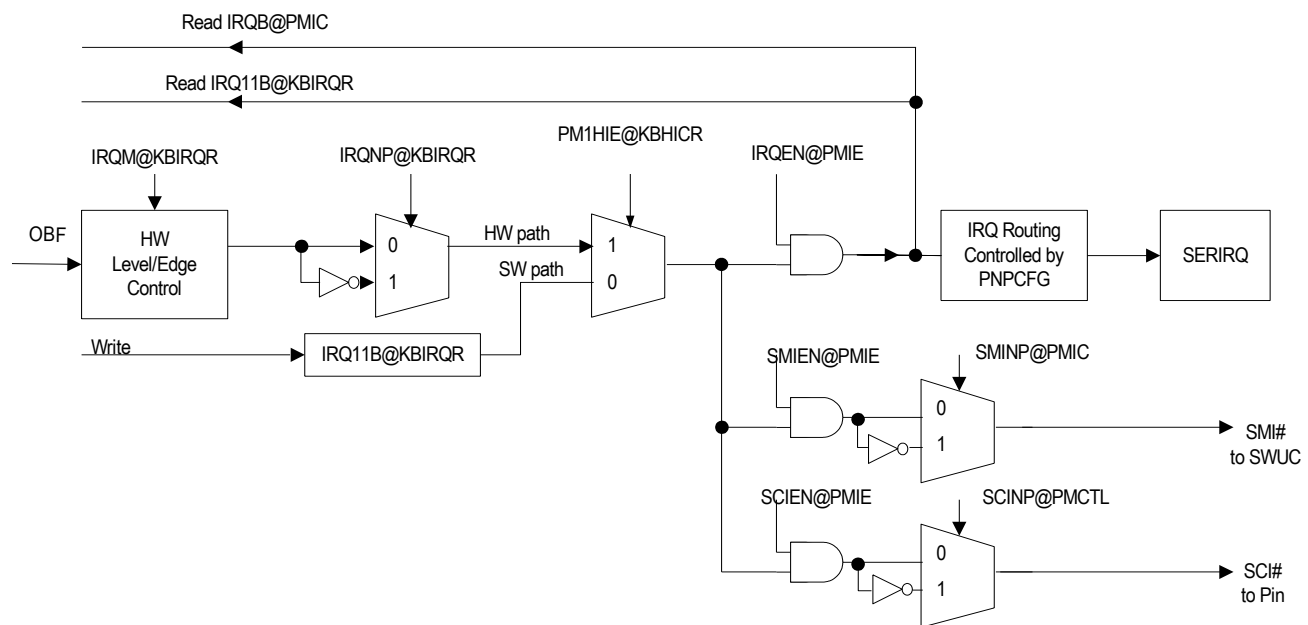 Read IRQB@PMIC
Read IRQ11B@KBIRQR
PM1HIE@KBHICR
IRQM@KBIRQR
IRQNP@KBIRQR
IRQEN@PMIE
OBF
HW
Level/Edge
Control
0
1
HW path
SW path
1
0
IRQ Routing
Controlled by
PNPCFG
SERIRQ
Write
IRQ11B@KBIRQR
SMIEN@PMIE
SMINP@PMIC
0
1
SMI#
to SWUC
SCIEN@PMIE
SCINP@PMCTL
0
1
SCI#
to Pin